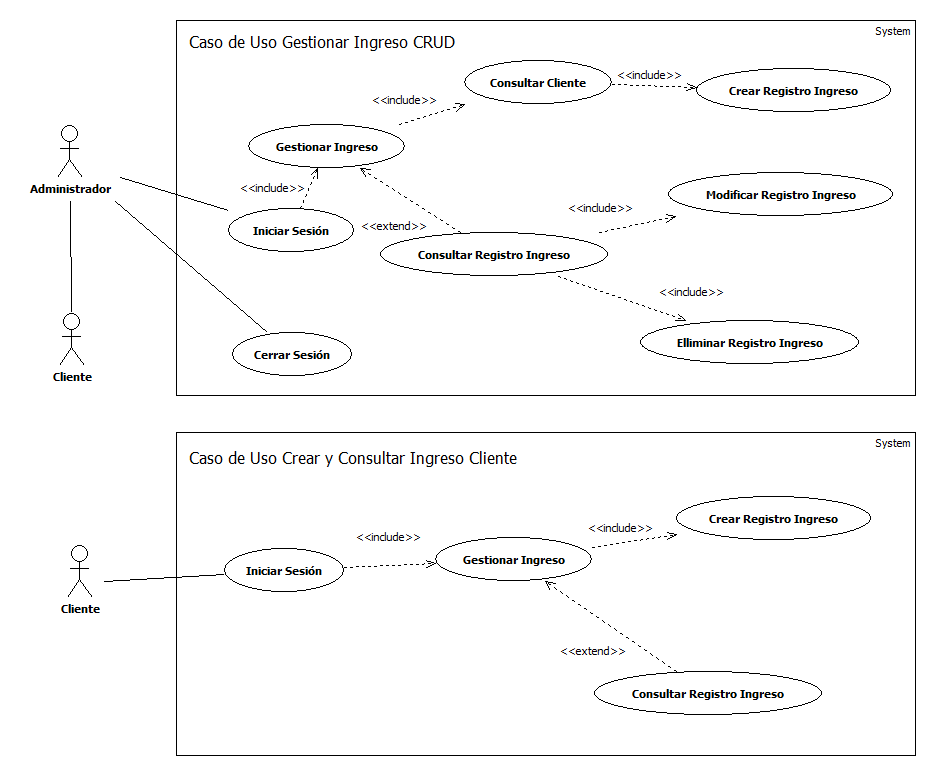 System
Caso de Uso Gestionar Ingreso CRUD
Consultar Cliente
<<include>>
Crear Registro Ingreso
<<include>>
Gestionar Ingreso
Administrador
<<include>>
Modificar Registro Ingreso
<<include>>
Iniciar Sesión
<<extend>>
Consultar Registro Ingreso
<<include>>
Elliminar Registro Ingreso
Cerrar Sesión
Cliente
System
Caso de Uso Crear y Consultar Ingreso Cliente
Crear Registro Ingreso
<<include>>
<<include>>
Gestionar Ingreso
Iniciar Sesión
Cliente
<<extend>>
Consultar Registro Ingreso